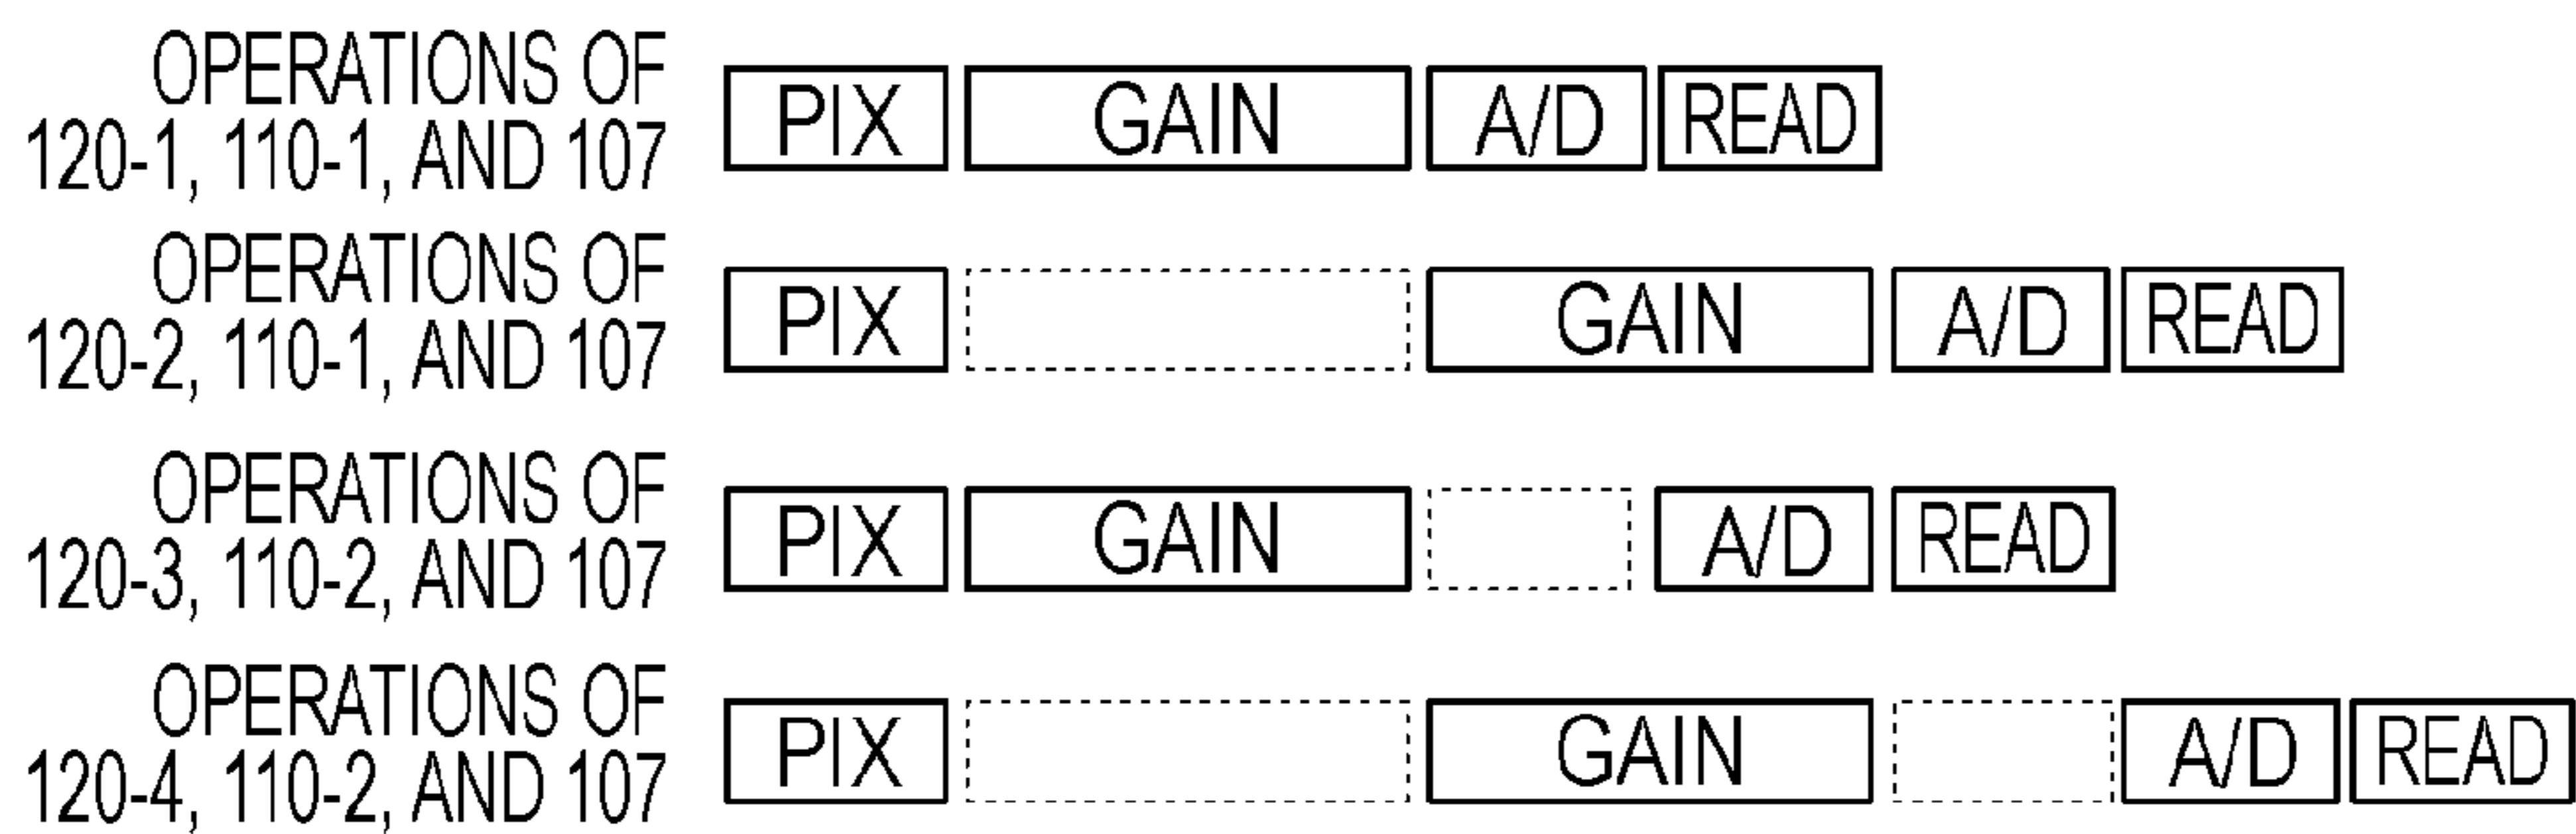 OPERATIONS OF
120-1, 110-1, AND 107
PIX GAIN A/D READ
OPERATIONS OF
120-2, 110-1, AND 107
PIX GAIN A/D READ
OPERATIONS OF
120-3, 110-2, AND 107
PIX GAIN A/D READ
OPERATIONS OF
120-4, 110-2, AND 107
PIX GAIN A/D READ